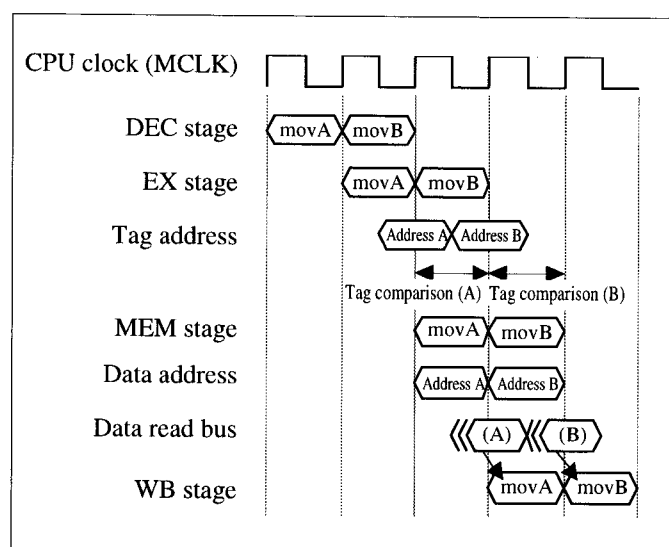 CPU clock (MCLK)
DEC stage movA movB
EX stage movA movB
Tag address Address A Address B
Tag comparison (A) Tag comparison (B)
MEM stage movA movB
Data address Address A Address B
Data read bus (A) (B)
WB stage movA movB